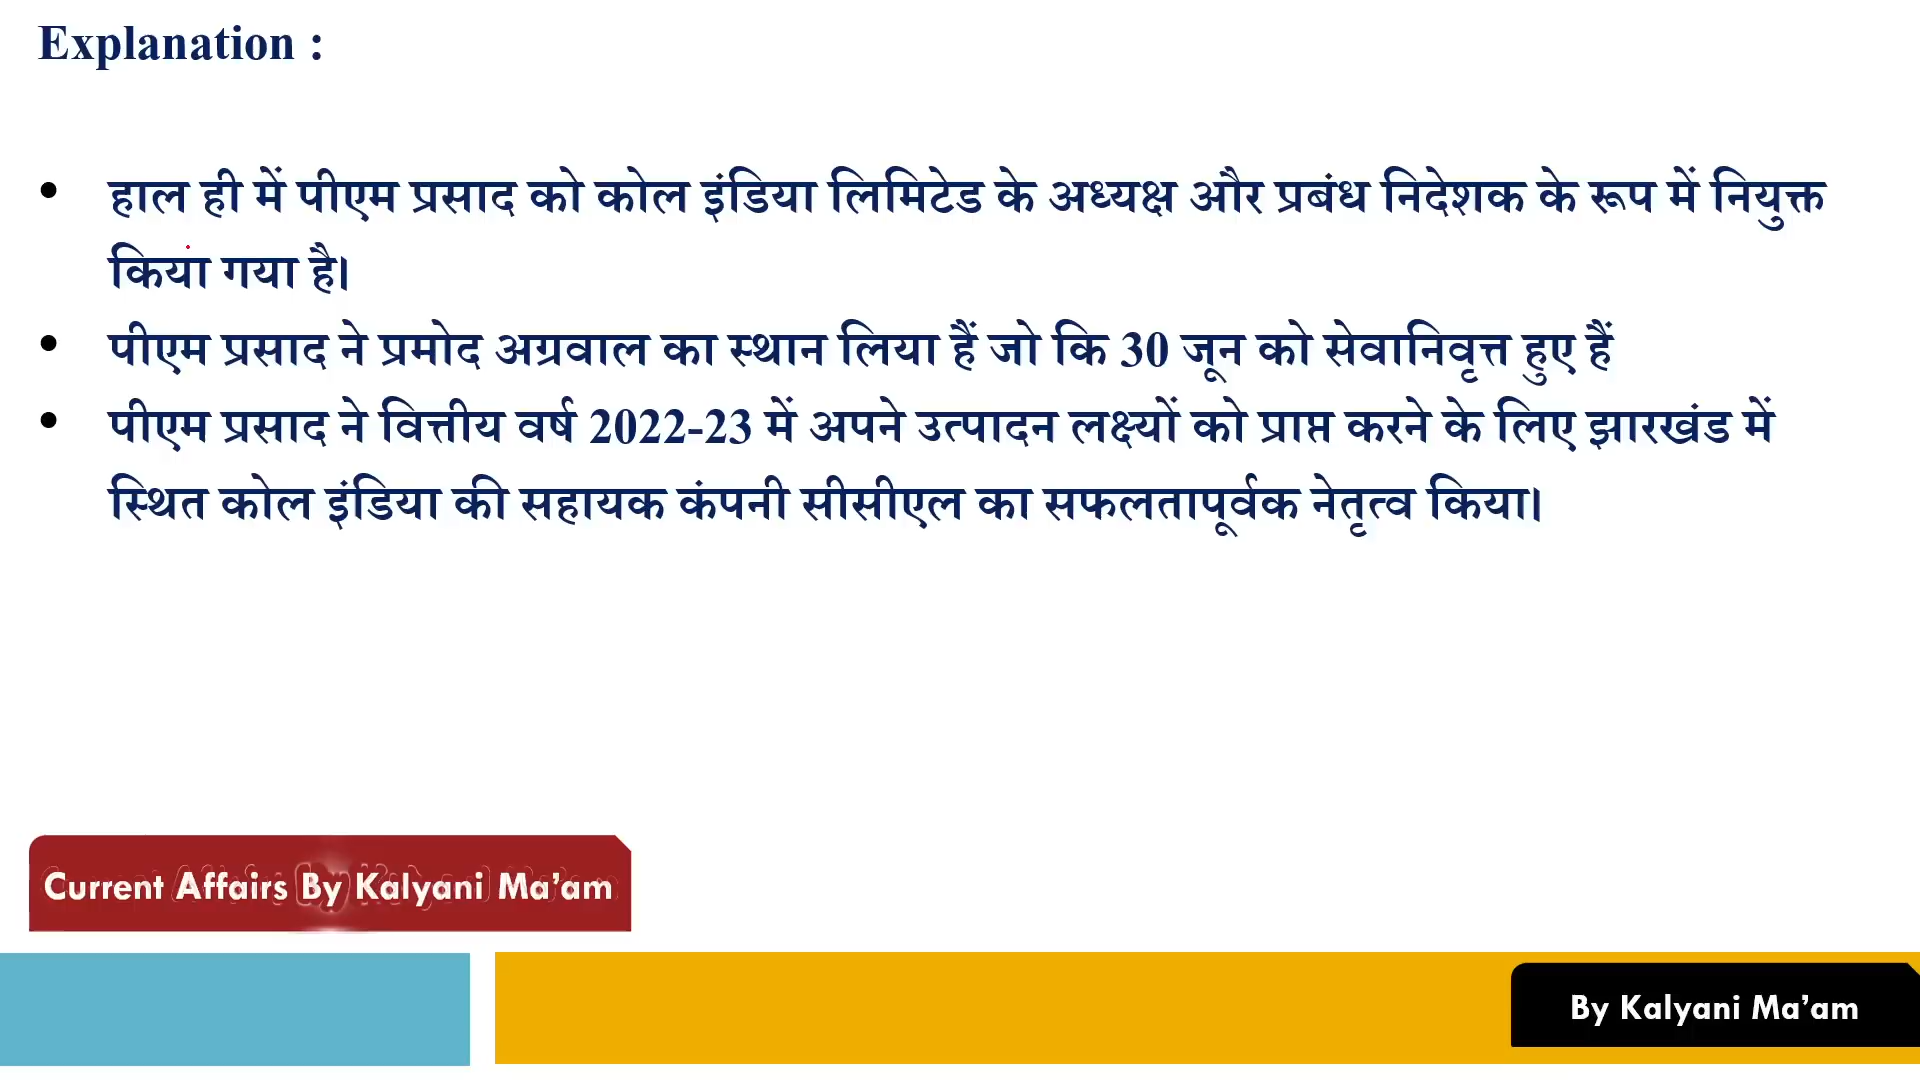 Explanation :
• हाल ही में पीएम प्रसाद को कोल इंडिया लिमिटेड के अध्यक्ष और प्रबंध निदेशक के रूप में नियुक्त
किया गया है।
• पीएम प्रसाद ने प्रमोद अग्रवाल का स्थान लिया हैं जो कि 30 जून को सेवानिवृत्त हुए हैं
• पीएम प्रसाद ने वित्तीय वर्ष 2022-23 में अपने उत्पादन लक्ष्यों को प्राप्त करने के लिए झारखंड में
स्थित कोल इंडिया की सहायक कंपनी सीसीएल का सफलतापूर्वक नेतृत्व किया।
Current Affairs By Kalyani Ma’am
By Kalyani Ma’am